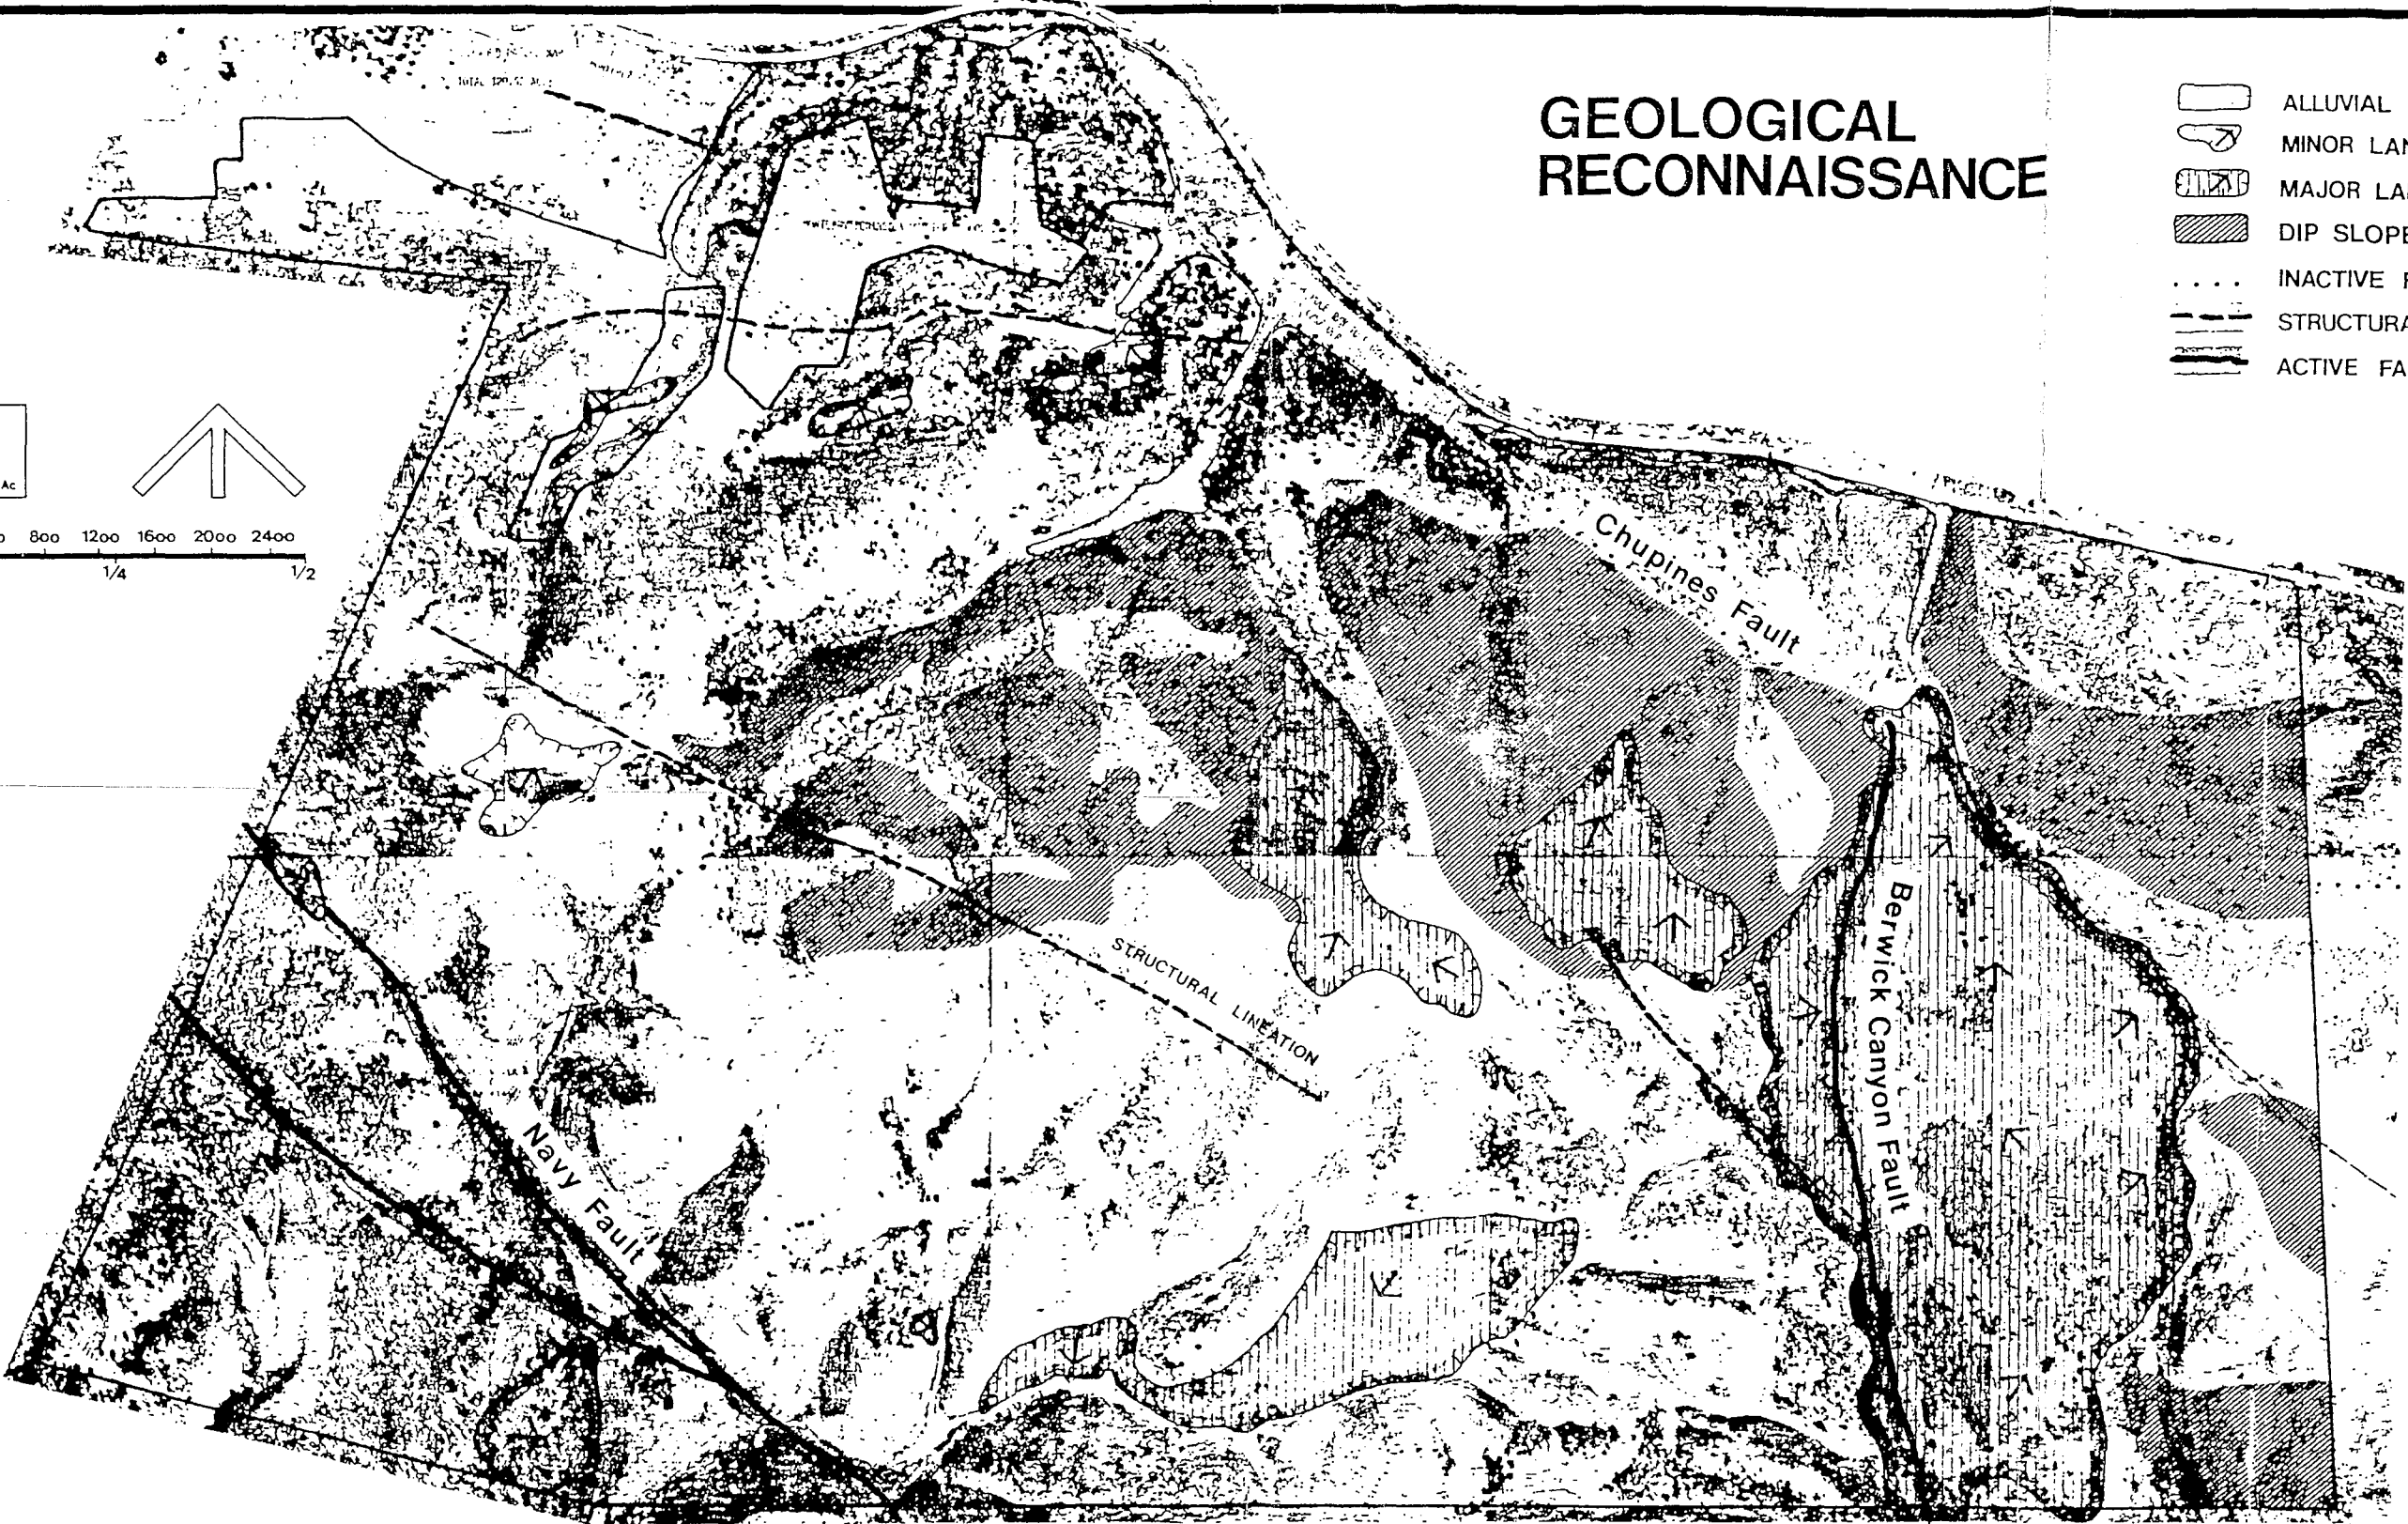 GEOLOGICAL
RECONNAISSANCE
ALLUVIAL
MINOR LAN
MAJOR LA
DIP SLOPE
INACTIVE F
STRUCTURA
ACTIVE FA
Ac
800 1200 1600 2000 2400
1/4 1/2
Chupines Fault
Berwick Canyon Fault
STRUCTURAL LINEATION
Navy Fault